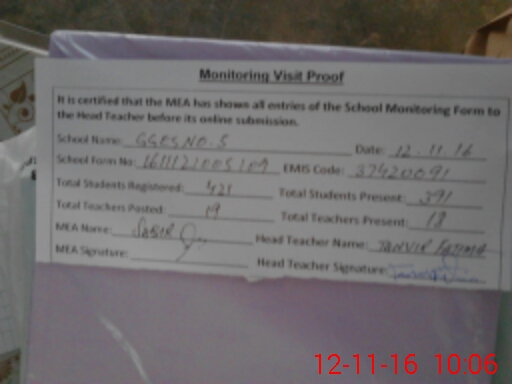 Monitoring Visit Proof
It is certified that the MEA has shown all entries of the School Monitoring Form to
the Head Teacher before its online submission.
School Name: GGES NO. 5 Date: 12.11.16
School Form No: EMIS Code: 37420091
Total Students Registered: 421 Total Students Present: 391
Total Teachers Posted: 19 Total Teachers Present: 18
MEA Name: Head Teacher Name: TANVIR FATIMA
MEA Signature: Head Teacher Signature:
12-11-16 10:06